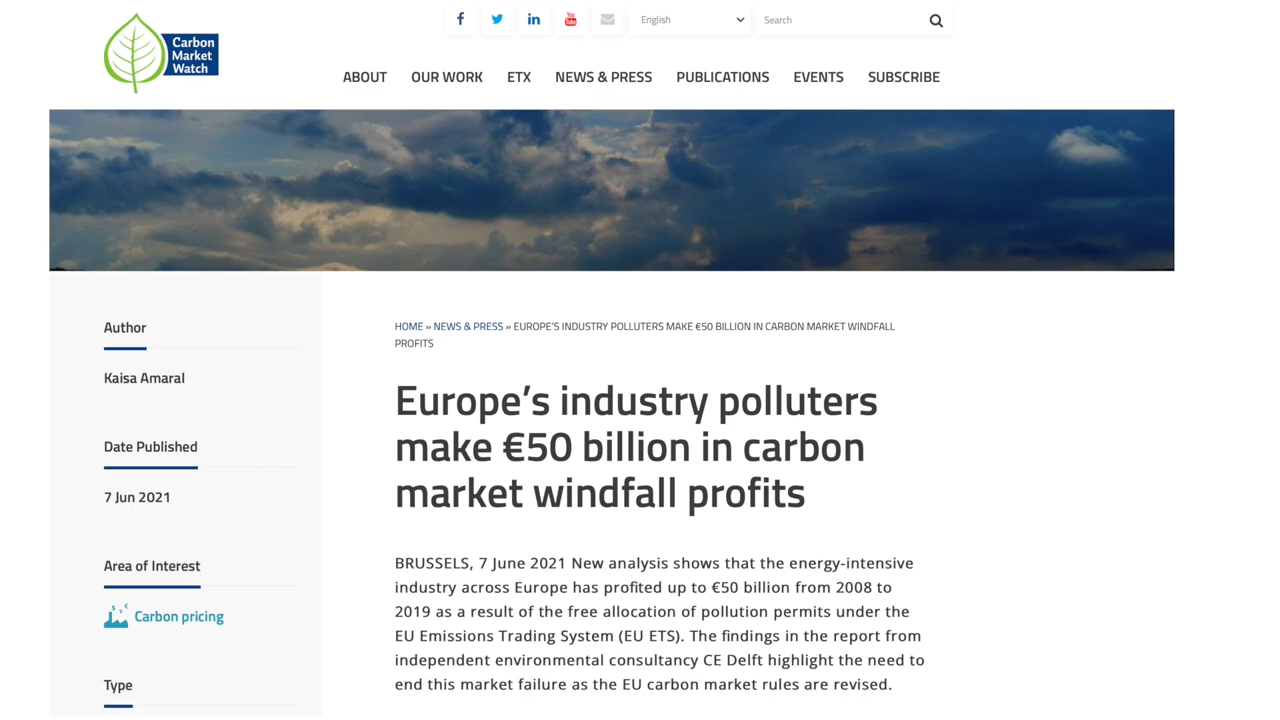 Carbon
Market
Watch
English
Search
ABOUT OUR WORK ETX NEWS & PRESS PUBLICATIONS EVENTS SUBSCRIBE
Author
Kaisa Amaral
Date Published
7 Jun 2021
Area of Interest
Carbon pricing
Type
HOME » NEWS & PRESS » EUROPE'S INDUSTRY POLLUTERS MAKE €50 BILLION IN CARBON MARKET WINDFALL
PROFITS
Europe's industry polluters
make €50 billion in carbon
market windfall profits
BRUSSELS, 7 June 2021 New analysis shows that the energy-intensive
industry across Europe has profited up to €50 billion from 2008 to
2019 as a result of the free allocation of pollution permits under the
EU Emissions Trading System (EU ETS). The findings in the report from
independent environmental consultancy CE Delft highlight the need to
end this market failure as the EU carbon market rules are revised.